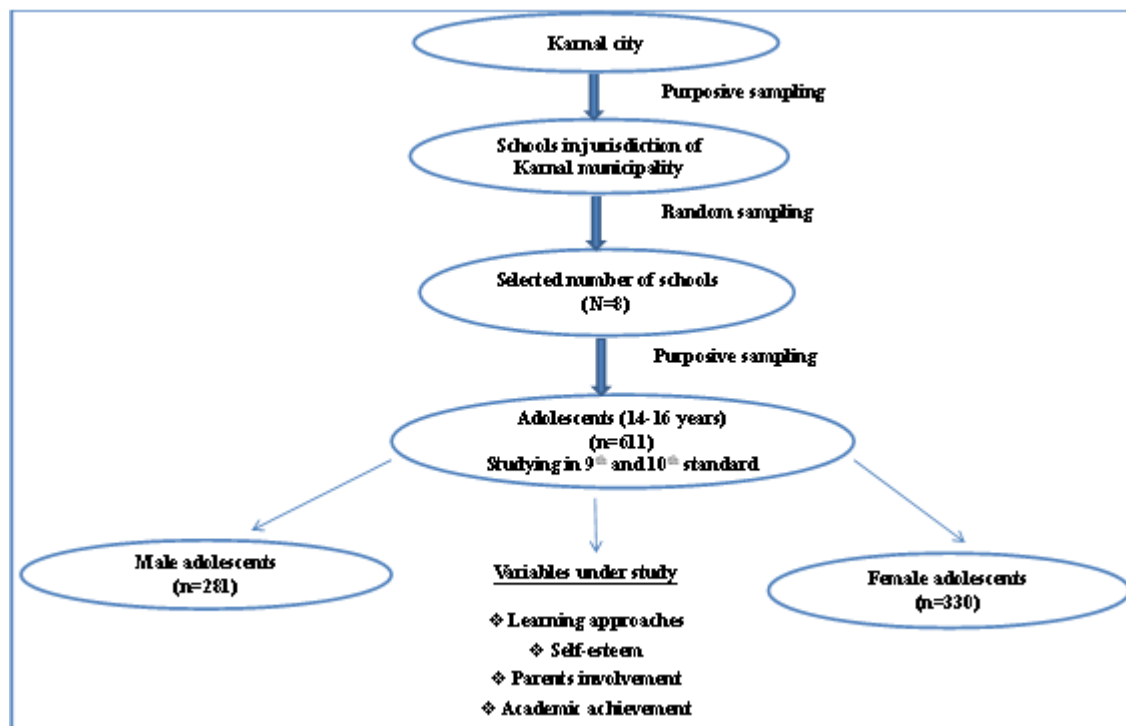 Karnal city
Purposive sampling
Schools in jurisdiction of
Karnal municipality
Random sampling
Selected number of schools
(N=8)
Purposive sampling
Adolescents (14-16 years)
(n=611)
Studying in 9th and 10th standard
Male adolescents
(n=281)
Variables under study
❖ Learning approaches
❖ Self-esteem
❖ Parents involvement
❖ Academic achievement
Female adolescents
(n=330)